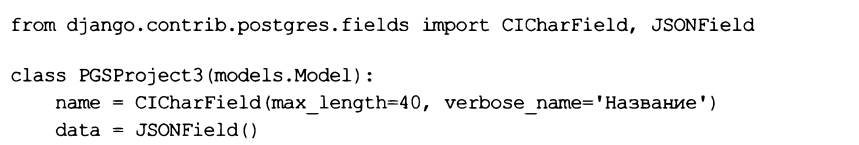 from django.contrib.postgres.fields import CICharField, JSONField
class PGSProject3(models.Model):
    name = CICharField(max_length=40, verbose_name='Название')
    data = JSONField()